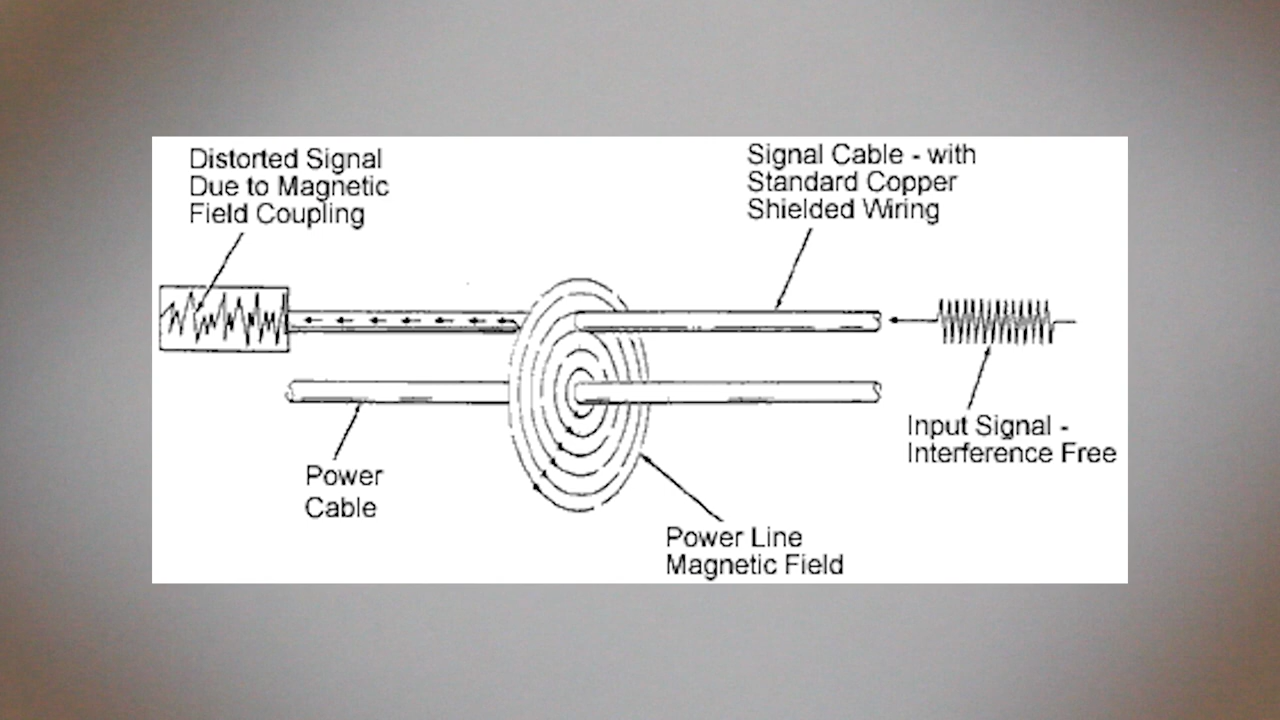 Distorted Signal
Due to Magnetic
Field Coupling
Signal Cable - with
Standard Copper
Shielded Wiring
Input Signal -
Interference Free
Power
Cable
Power Line
Magnetic Field